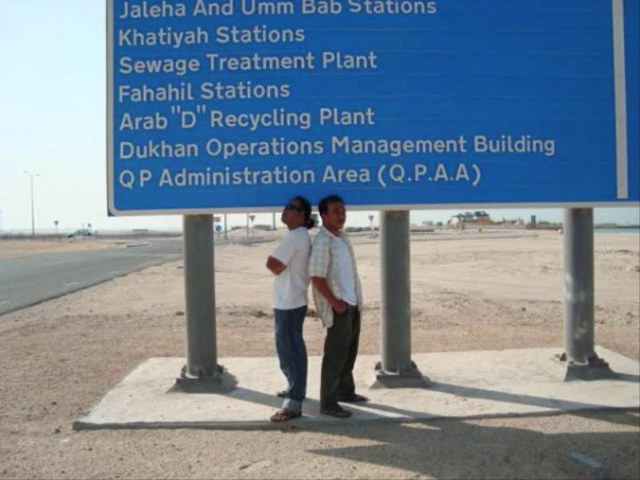 Jaleha And Umm Bab Stations
Khatiyah Stations
Sewage Treatment Plant
Fahahil Stations
Arab "D" Recycling Plant
Dukhan Operations Management Building
Q P Administration Area (Q.P.A.A)